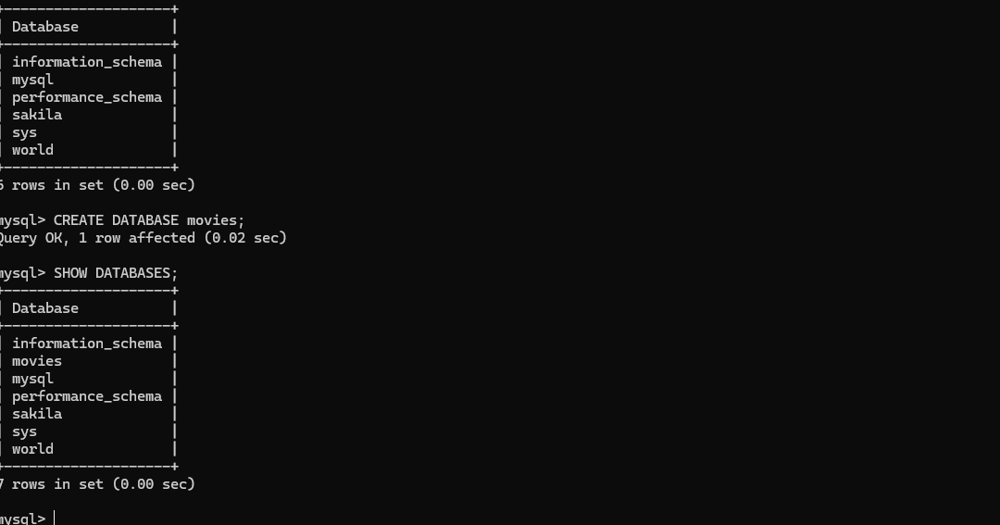 +--------------------+
| Database           |
+--------------------+
| information_schema |
| mysql              |
| performance_schema |
| sakila             |
| sys                |
| world              |
+--------------------+
6 rows in set (0.00 sec)
mysql> CREATE DATABASE movies;
Query OK, 1 row affected (0.02 sec)
mysql> SHOW DATABASES;
+--------------------+
| Database           |
+--------------------+
| information_schema |
| movies             |
| mysql              |
| performance_schema |
| sakila             |
| sys                |
| world              |
+--------------------+
7 rows in set (0.00 sec)
mysql>